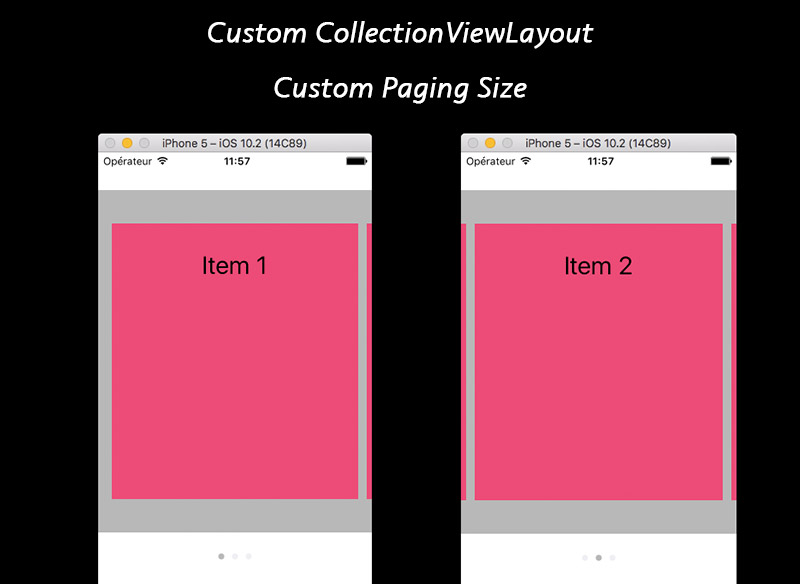 Custom CollectionViewLayout
Custom Paging Size
iPhone 5 – iOS 10.2 (14C89)
Opérateur 11:57
Item 1
iPhone 5 – iOS 10.2 (14C89)
Opérateur 11:57
Item 2